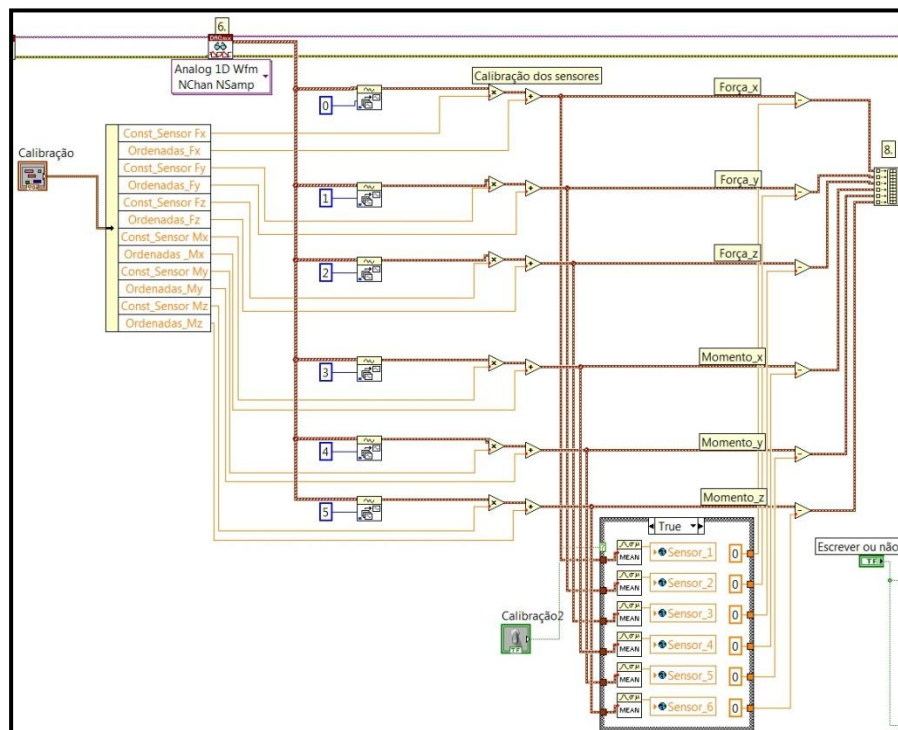 6.
DAQmx
Analog 1D Wfm
NChan NSamp
Calibração dos sensores
Força_x
0
Const_Sensor Fx
Ordenadas_Fx
Const_Sensor Fy
Ordenadas_Fy
Const_Sensor Fz
Ordenadas_Fz
Const_Sensor Mx
Ordenadas _Mx
Const_Sensor My
Ordenadas_My
Const_Sensor Mz
Ordenadas_Mz
Calibração
8.
Força_y
1
Força_z
2
Momento_x
3
Momento_y
4
Momento_z
5
True
Escrever ou não
TF
MEAN
Sensor_1
0
MEAN
Sensor_2
0
MEAN
Sensor_3
0
Calibração2
TF
MEAN
Sensor_4
0
MEAN
Sensor_5
0
MEAN
Sensor_6
0